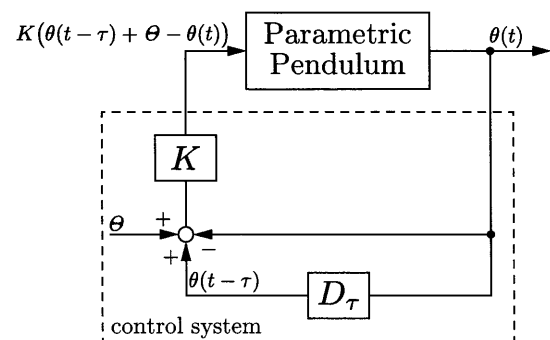 K(θ(t − τ) + Θ − θ(t))
Parametric
Pendulum
θ(t)
K
Θ
+
−
+
θ(t − τ)
D_τ
control system